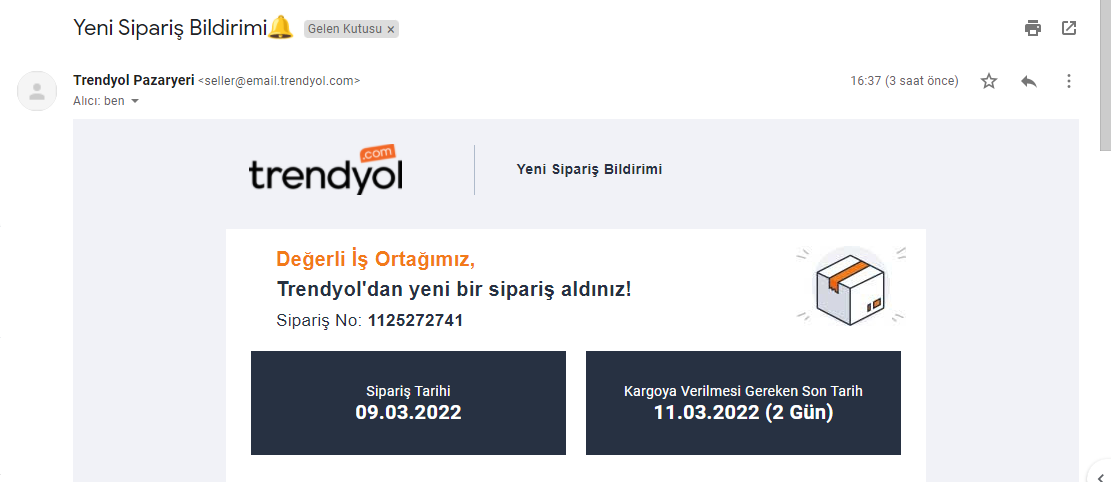 Yeni Sipariş Bildirimi🔔 Gelen Kutusu ×
Trendyol Pazaryeri <seller@email.trendyol.com> 16:37 (3 saat önce)
Alıcı: ben
trendyol .com
Yeni Sipariş Bildirimi
Değerli İş Ortağımız,
Trendyol'dan yeni bir sipariş aldınız!
Sipariş No: 1125272741
Sipariş Tarihi
09.03.2022
Kargoya Verilmesi Gereken Son Tarih
11.03.2022 (2 Gün)